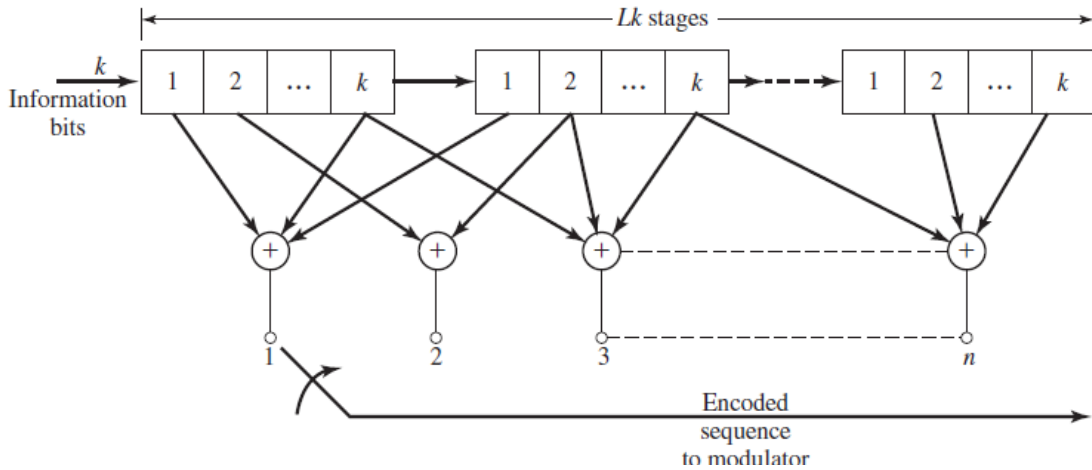 Lk stages
k
Information
bits
1 2 ... k 1 2 ... k 1 2 ... k
+ + + +
1 2 3 n
Encoded
sequence
to modulator